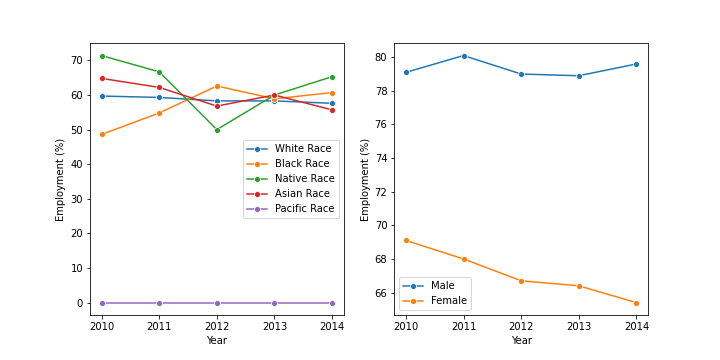 70
60
50
40
30
20
10
0
Employment (%)
White Race
Black Race
Native Race
Asian Race
Pacific Race
2010 2011 2012 2013 2014
Year
80
78
76
74
72
70
68
66
Employment (%)
Male
Female
2010 2011 2012 2013 2014
Year